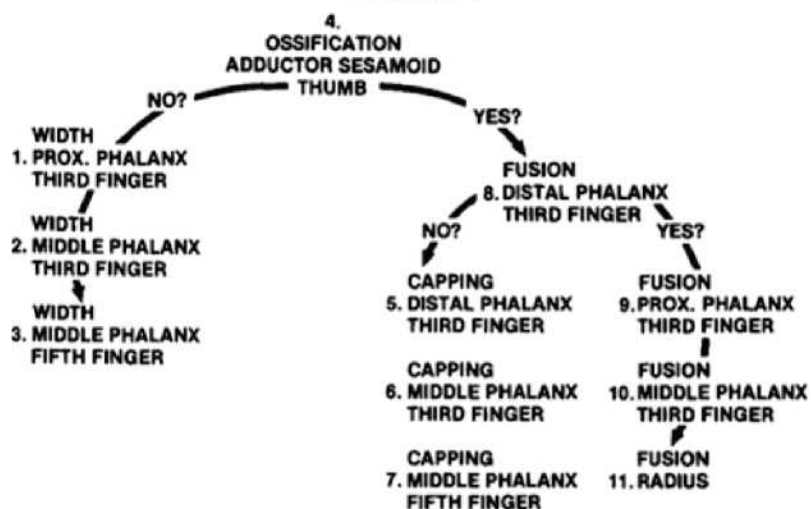 4.
OSSIFICATION
ADDUCTOR SESAMOID
THUMB
NO?
YES?
WIDTH
1. PROX. PHALANX
THIRD FINGER
WIDTH
2. MIDDLE PHALANX
THIRD FINGER
WIDTH
3. MIDDLE PHALANX
FIFTH FINGER
FUSION
8. DISTAL PHALANX
THIRD FINGER
NO?
YES?
CAPPING
5. DISTAL PHALANX
THIRD FINGER
CAPPING
6. MIDDLE PHALANX
THIRD FINGER
CAPPING
7. MIDDLE PHALANX
FIFTH FINGER
FUSION
9. PROX. PHALANX
THIRD FINGER
FUSION
10. MIDDLE PHALANX
THIRD FINGER
FUSION
11. RADIUS